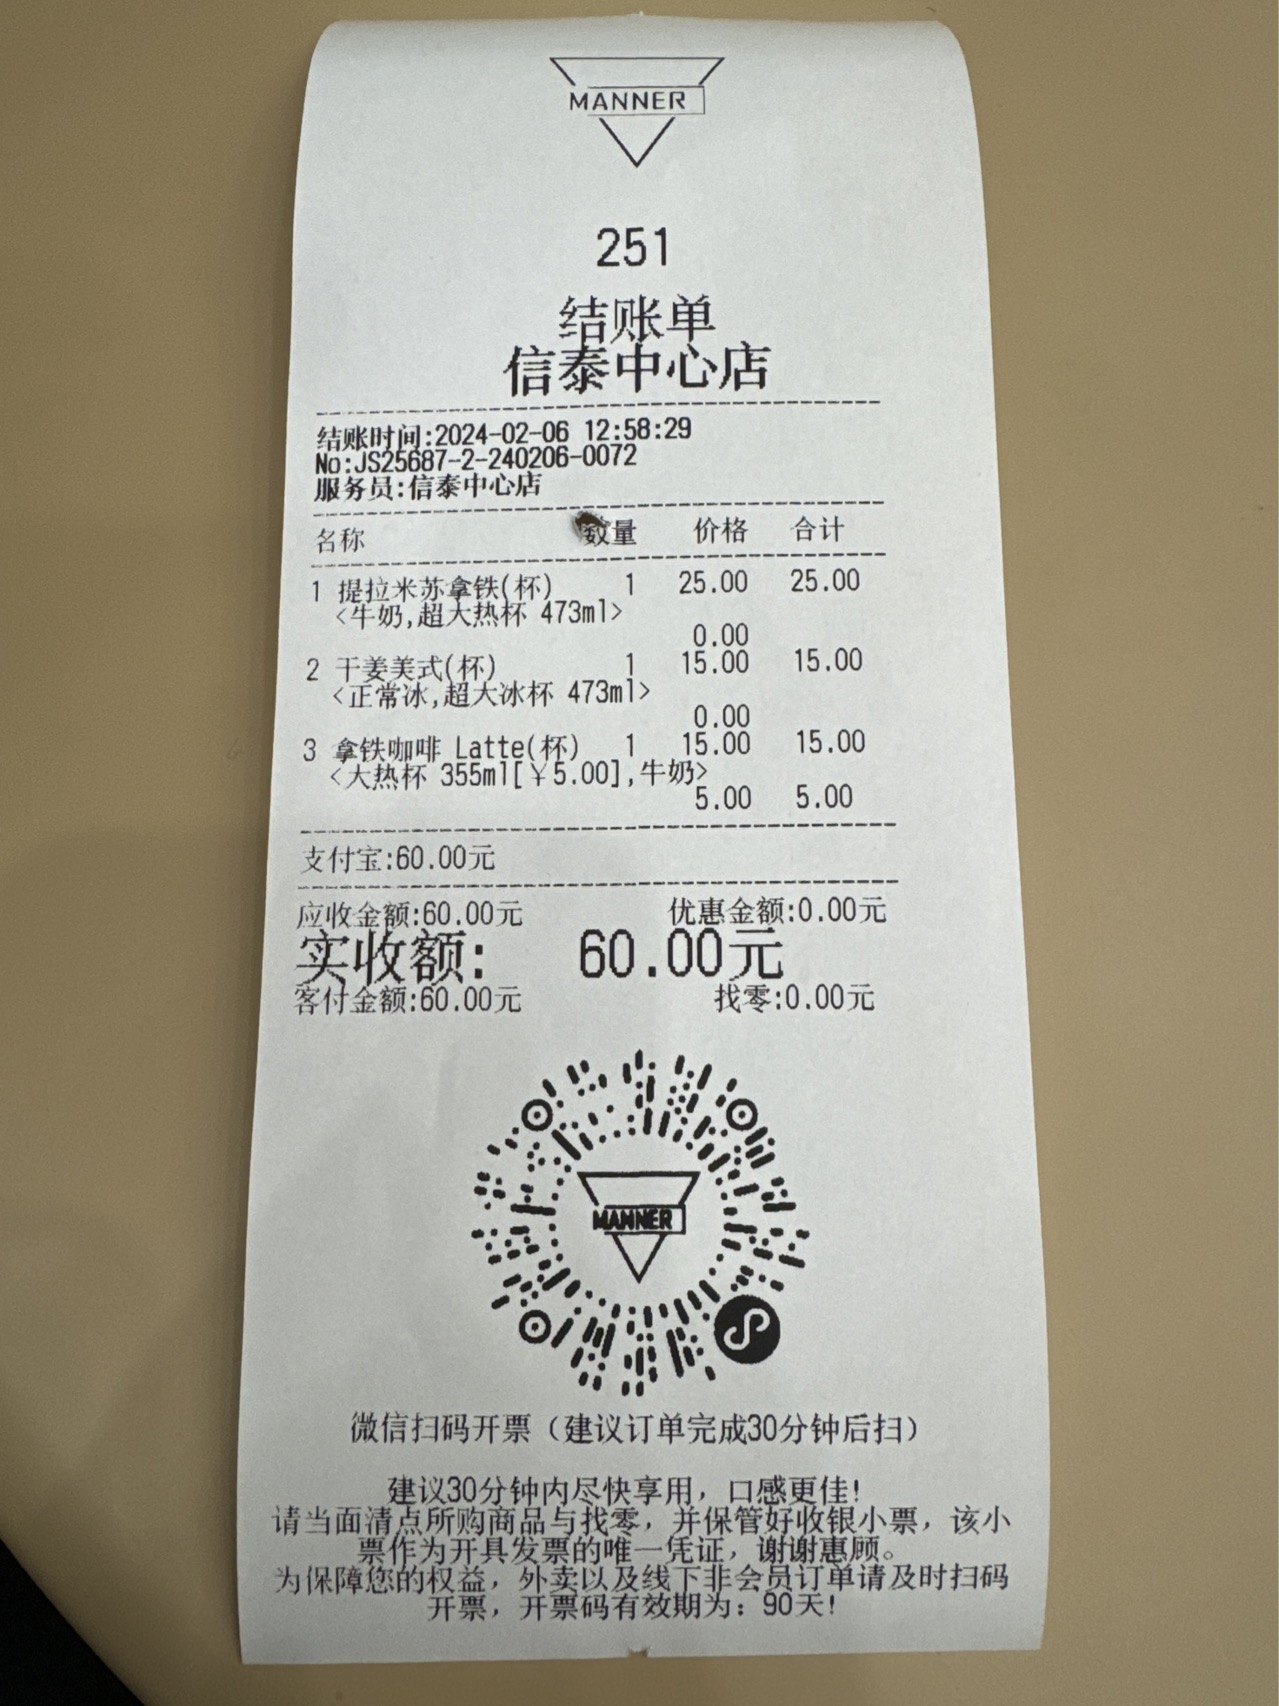 MANNER
251
结账单
信泰中心店
结账时间:2024-02-06 12:58:29
No:JS25687-2-240206-0072
服务员:信泰中心店
名称 数量 价格 合计
1 提拉米苏拿铁(杯) 1 25.00 25.00
<牛奶,超大热杯 473ml>
0.00
2 干姜美式(杯) 1 15.00 15.00
<正常冰,超大冰杯 473ml>
0.00
3 拿铁咖啡 Latte(杯) 1 15.00 15.00
<大热杯 355ml[￥5.00],牛奶>
5.00 5.00
支付宝:60.00元
应收金额:60.00元 优惠金额:0.00元
实收额: 60.00元
客付金额:60.00元 找零:0.00元
MANNER
微信扫码开票（建议订单完成30分钟后扫）
建议30分钟内尽快享用，口感更佳!
请当面清点所购商品与找零，并保管好收银小票，该小
票作为开具发票的唯一凭证，谢谢惠顾。
为保障您的权益，外卖以及线下非会员订单请及时扫码
开票，开票码有效期为：90天!